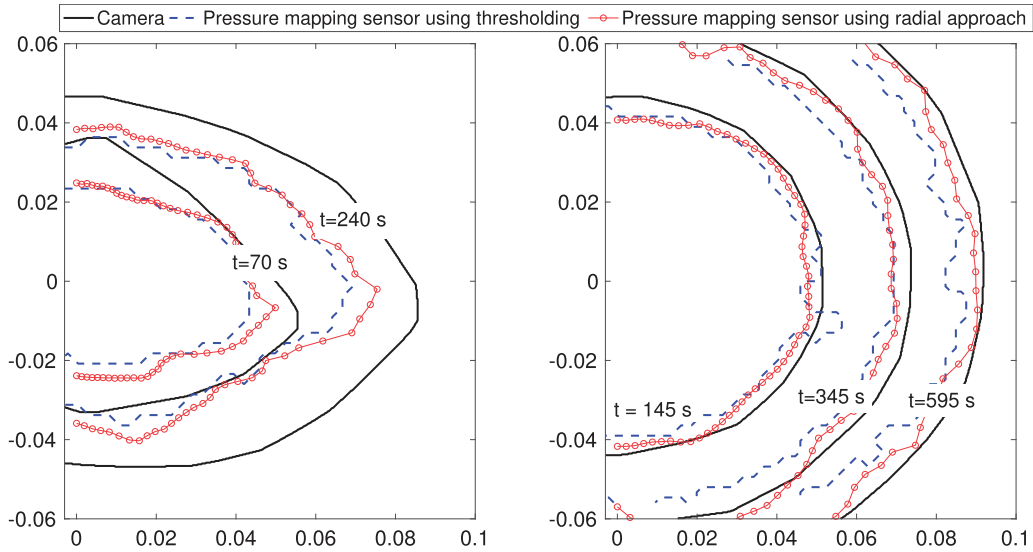 Camera Pressure mapping sensor using thresholding Pressure mapping sensor using radial approach
0.06
0.04
0.02
0
-0.02
-0.04
-0.06
0 0.02 0.04 0.06 0.08 0.1
t=240 s
t=70 s
0.06
0.04
0.02
0
-0.02
-0.04
-0.06
0 0.02 0.04 0.06 0.08 0.1
t = 145 s
t=345 s
t=595 s